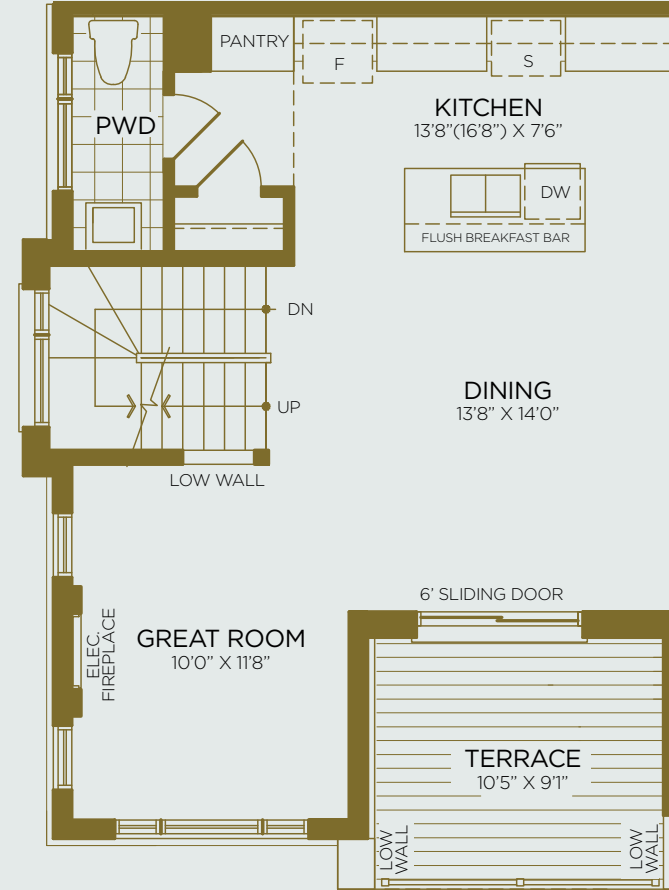 PANTRY
F
S
PWD
KITCHEN
13'8"(16'8") X 7'6"
DW
FLUSH BREAKFAST BAR
DN
UP
DINING
13'8" X 14'0"
LOW WALL
6' SLIDING DOOR
ELEC.
FIREPLACE
GREAT ROOM
10'0" X 11'8"
TERRACE
10'5" X 9'1"
LOW
WALL
LOW
WALL